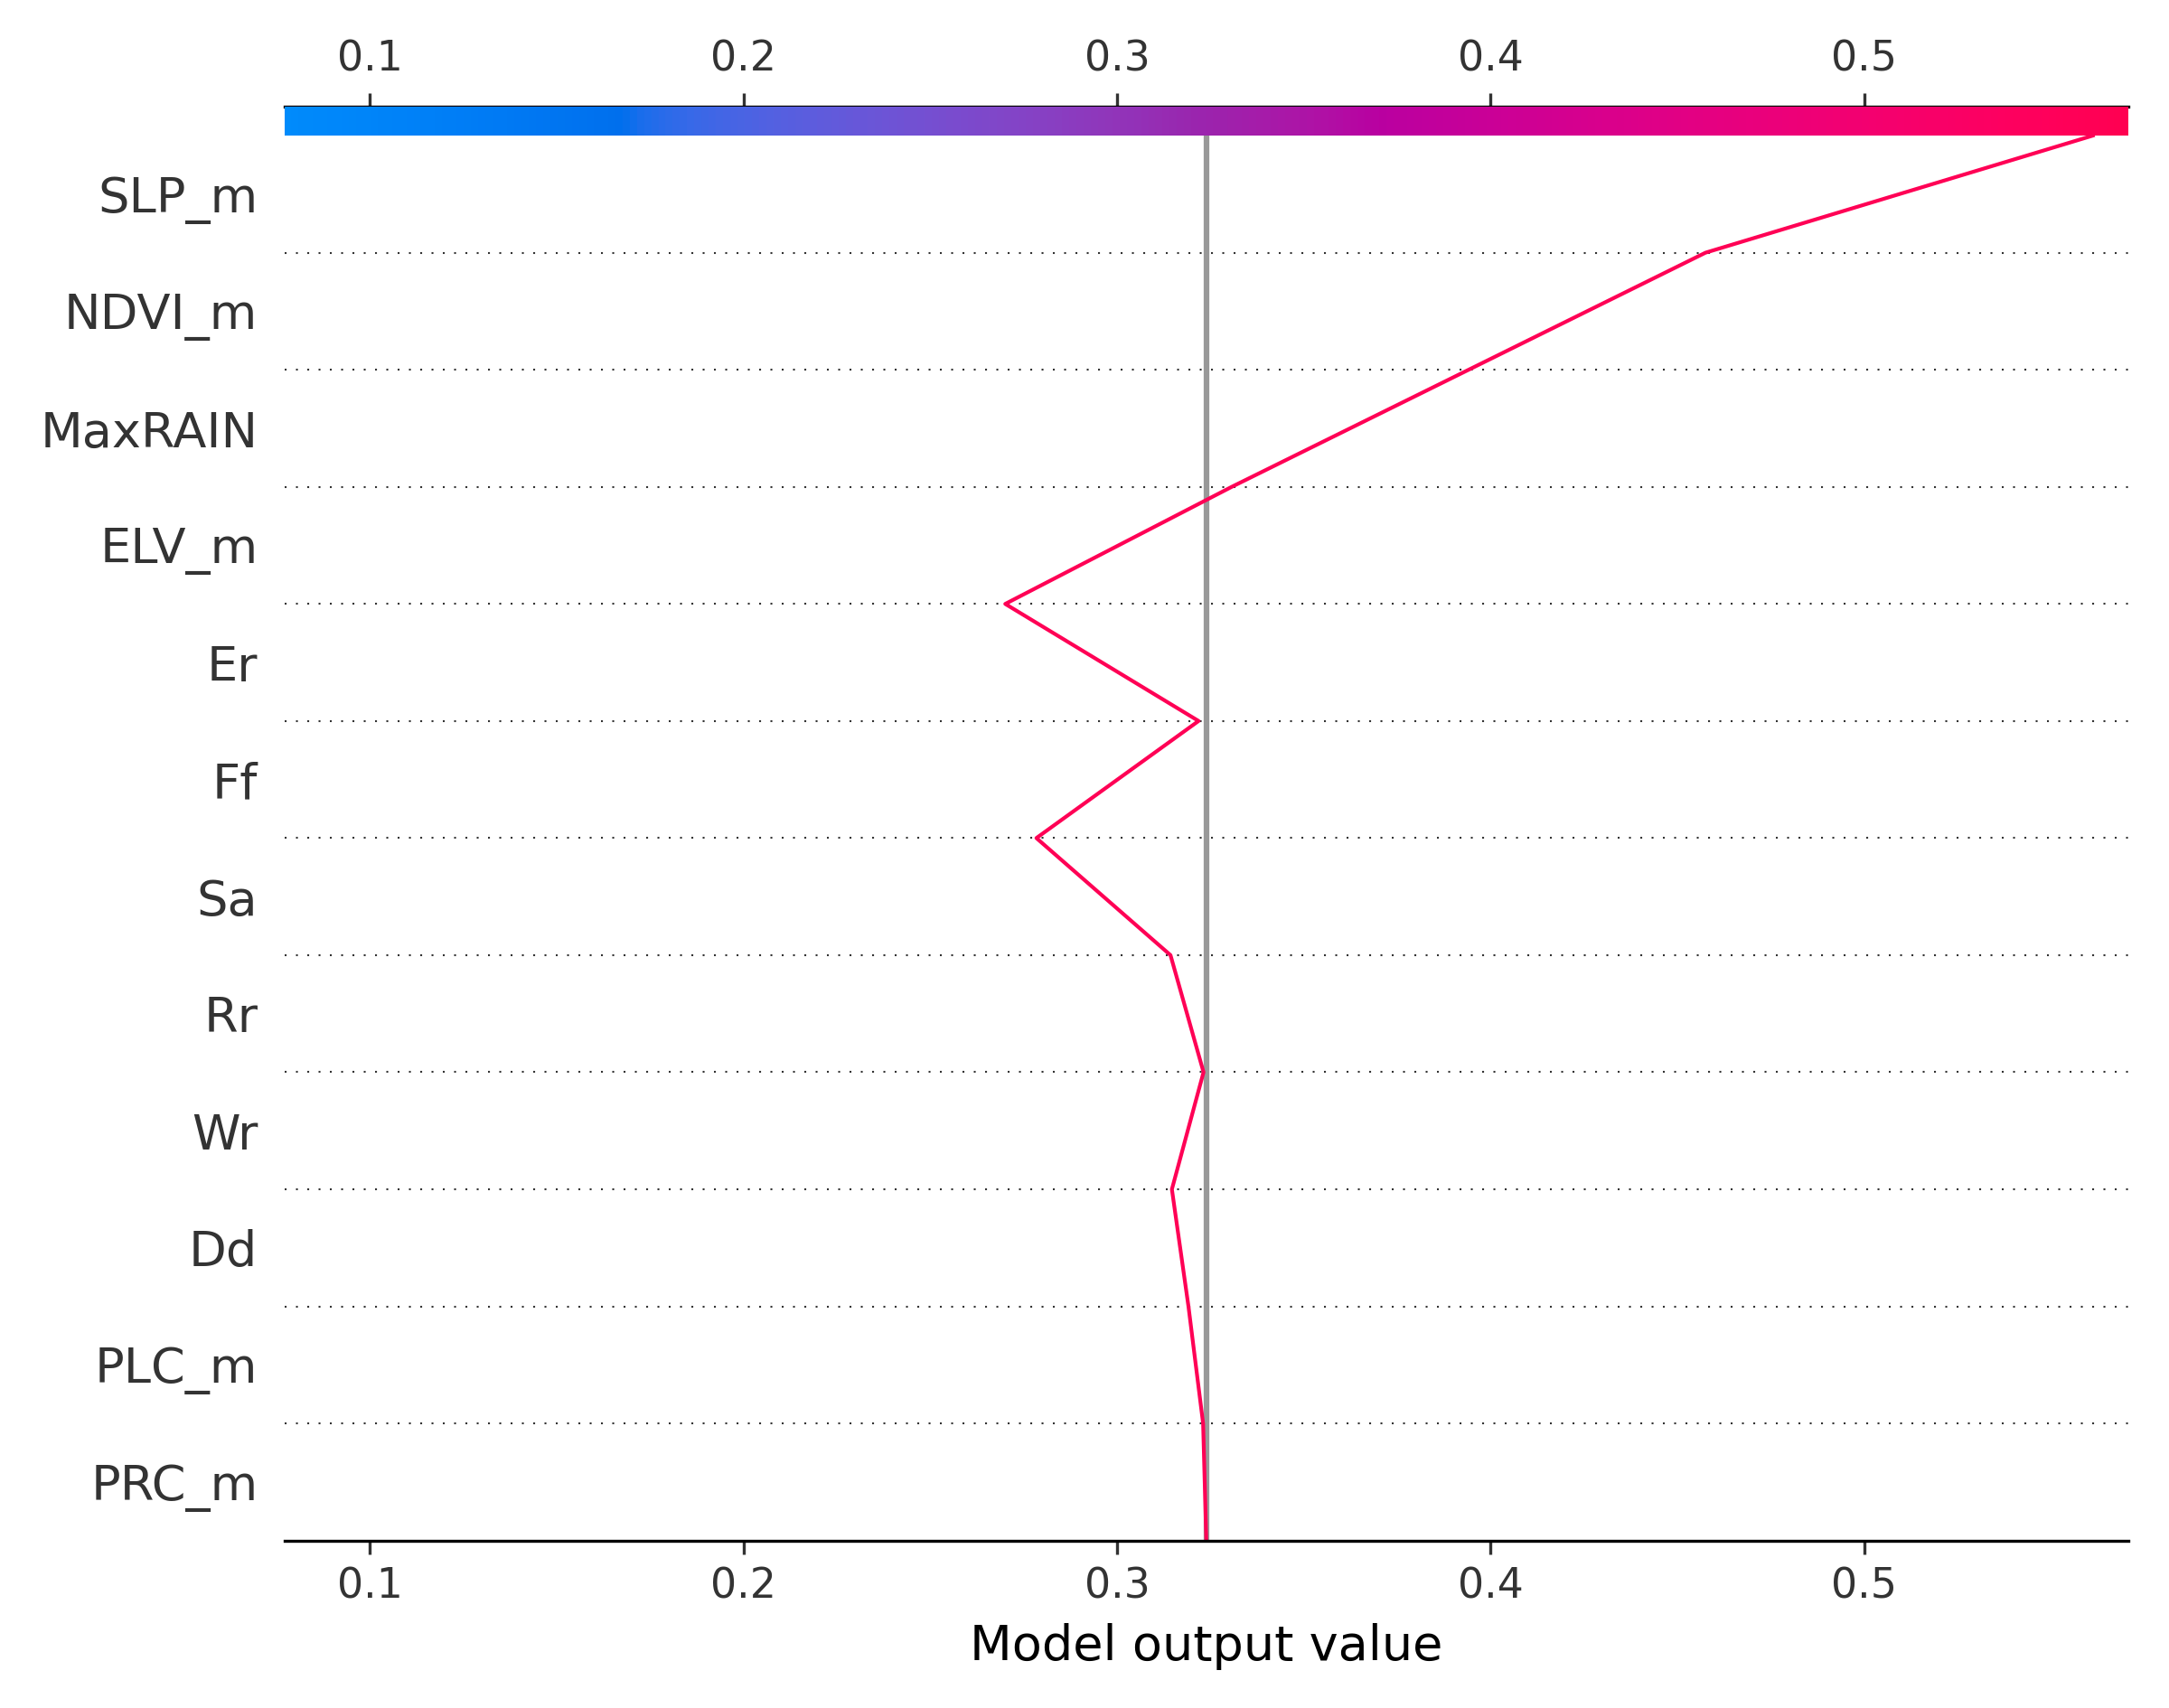 0.1 0.2 0.3 0.4 0.5
SLP_m
NDVI_m
MaxRAIN
ELV_m
Er
Ff
Sa
Rr
Wr
Dd
PLC_m
PRC_m
0.1 0.2 0.3 0.4 0.5
Model output value